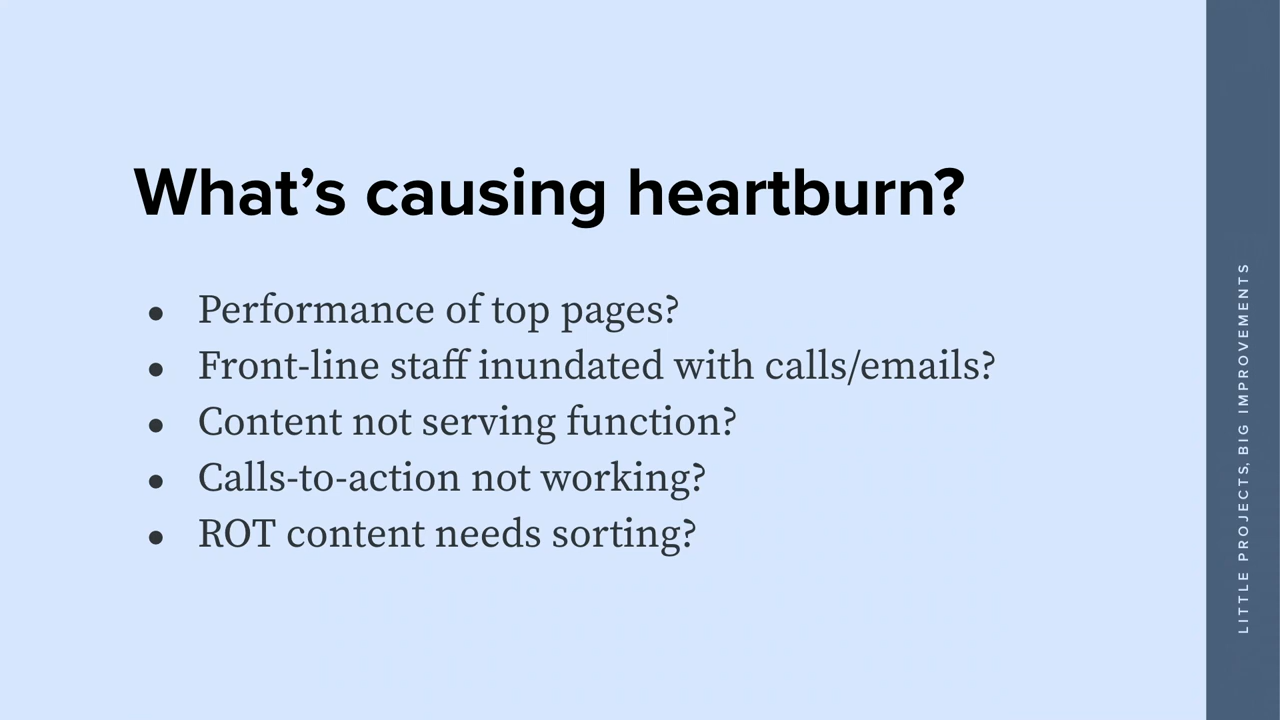 What’s causing heartburn?
● Performance of top pages?
● Front-line staff inundated with calls/emails?
● Content not serving function?
● Calls-to-action not working?
● ROT content needs sorting?
LITTLE PROJECTS, BIG IMPROVEMENTS